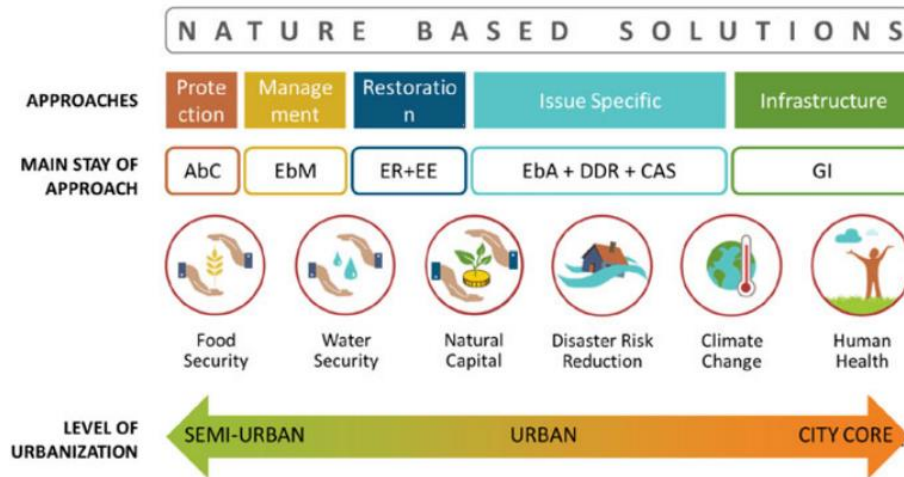 NATURE BASED SOLUTIONS
APPROACHES
Prote
ction
Manage
ment
Restoratio
n
Issue Specific
Infrastructure
MAIN STAY OF
APPROACH
AbC
EbM
ER+EE
EbA + DDR + CAS
GI
Food
Security
Water
Security
Natural
Capital
Disaster Risk
Reduction
Climate
Change
Human
Health
LEVEL OF
URBANIZATION
SEMI-URBAN
URBAN
CITY CORE